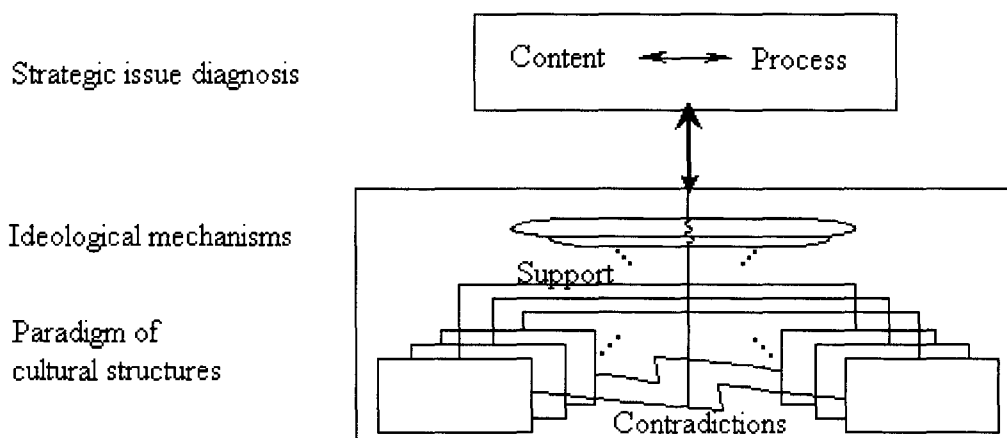 Strategic issue diagnosis
Content
Process
Ideological mechanisms
Support
Paradigm of
cultural structures
Contradictions